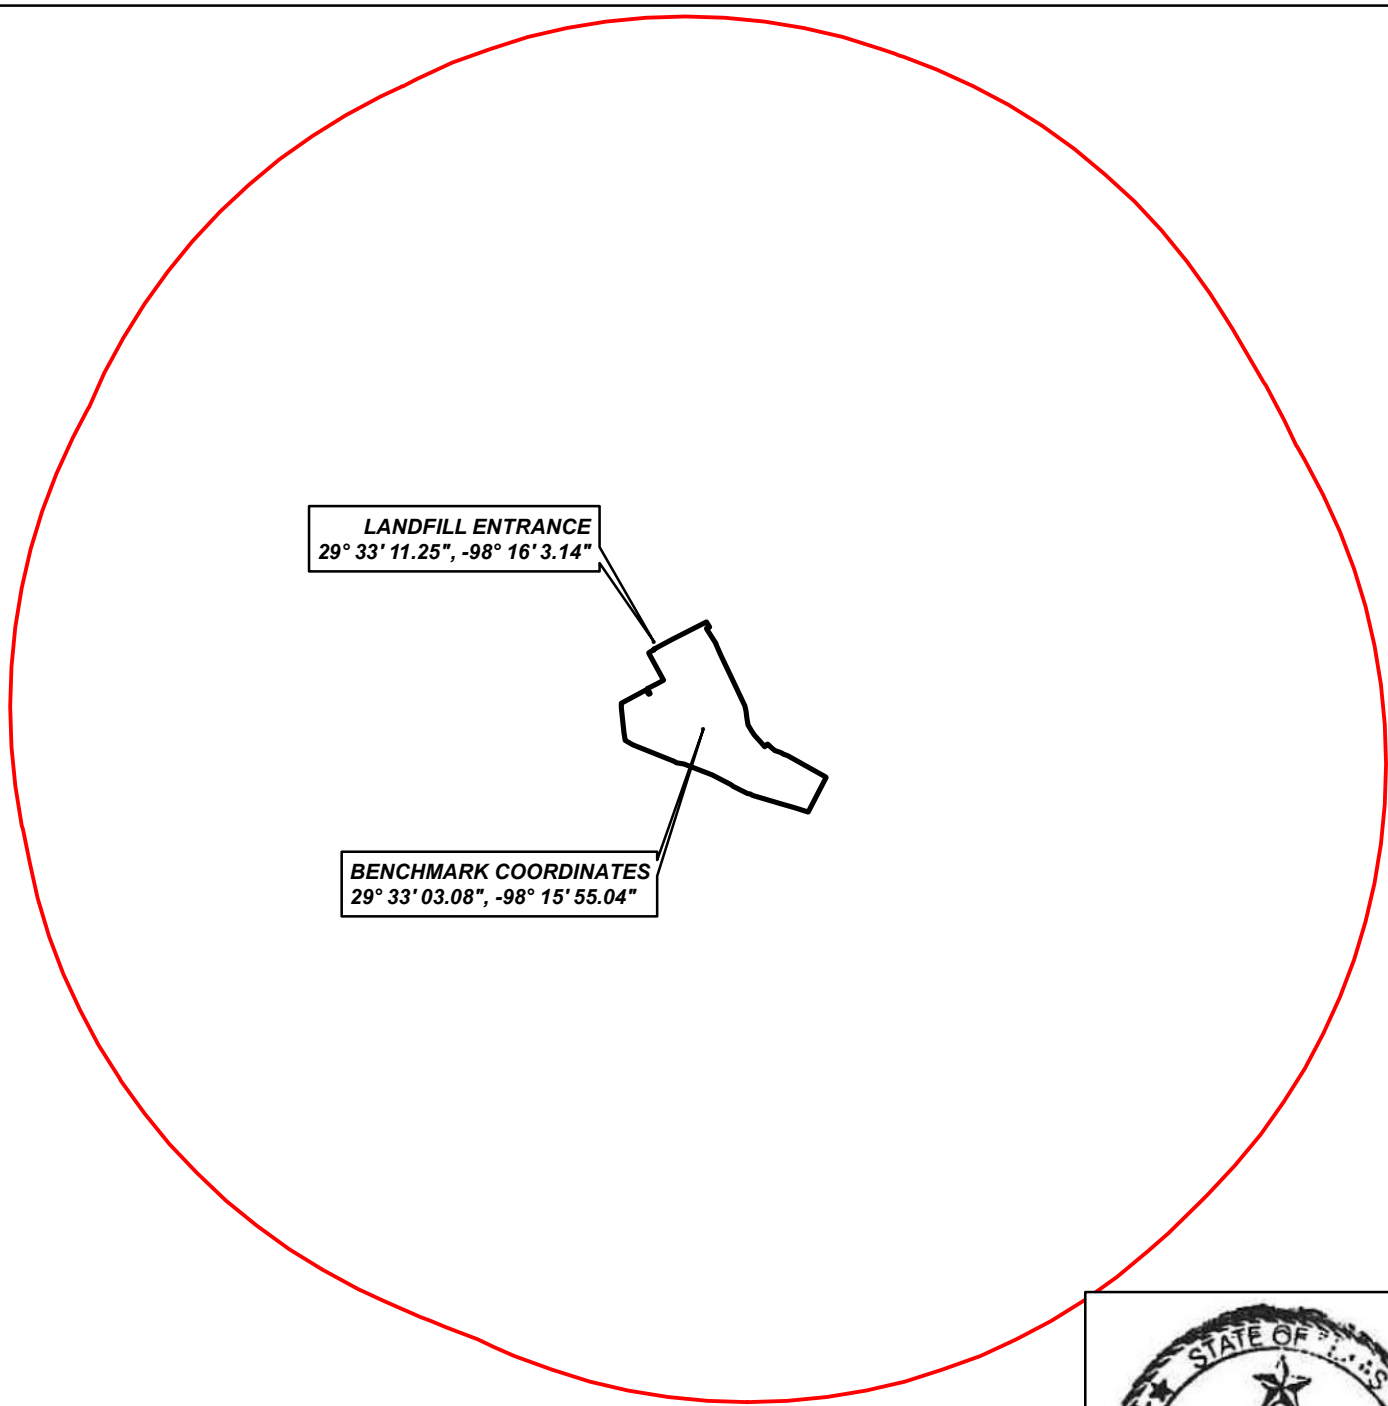 LANDFILL ENTRANCE
29° 33' 11.25", -98° 16' 3.14"
BENCHMARK COORDINATES
29° 33' 03.08", -98° 15' 55.04"
STATE OF